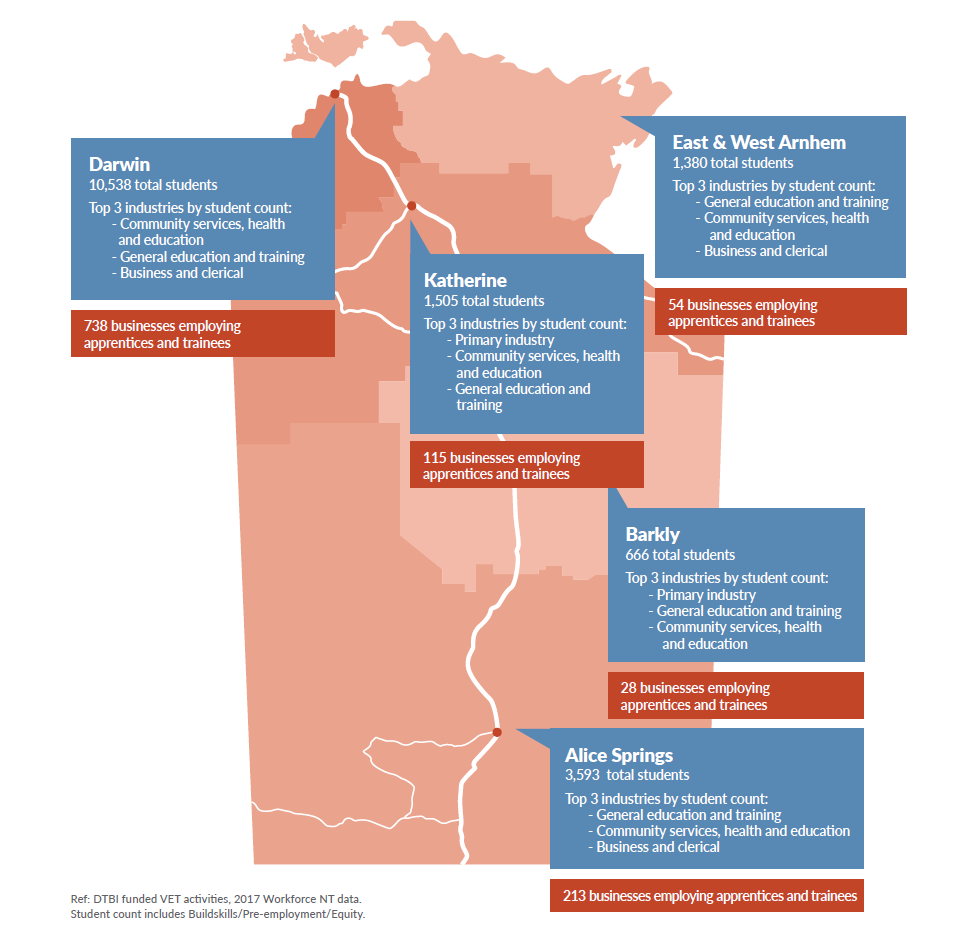 Darwin
10,538 total students
Top 3 industries by student count:
- Community services, health
and education
- General education and training
- Business and clerical
738 businesses employing
apprentices and trainees
East & West Arnhem
1,380 total students
Top 3 industries by student count:
- General education and training
- Community services, health
and education
- Business and clerical
54 businesses employing
apprentices and trainees
Katherine
1,505 total students
Top 3 industries by student count:
- Primary industry
- Community services, health
and education
- General education and
training
115 businesses employing
apprentices and trainees
Barkly
666 total students
Top 3 industries by student count:
- Primary industry
- General education and training
- Community services, health
and education
28 businesses employing
apprentices and trainees
Alice Springs
3,593 total students
Top 3 industries by student count:
- General education and training
- Community services, health and education
- Business and clerical
213 businesses employing apprentices and trainees
Ref: DTBI funded VET activities, 2017 Workforce NT data.
Student count includes Buildskills/Pre-employment/Equity.